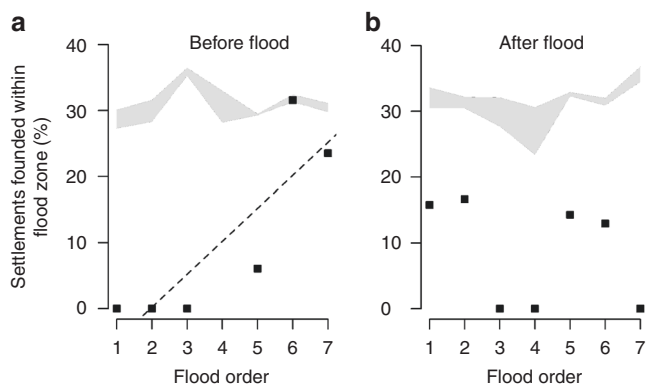 a
Before flood
Settlements founded within
flood zone (%)
40
30
20
10
0
1 2 3 4 5 6 7
Flood order
b
After flood
40
30
20
10
0
1 2 3 4 5 6 7
Flood order